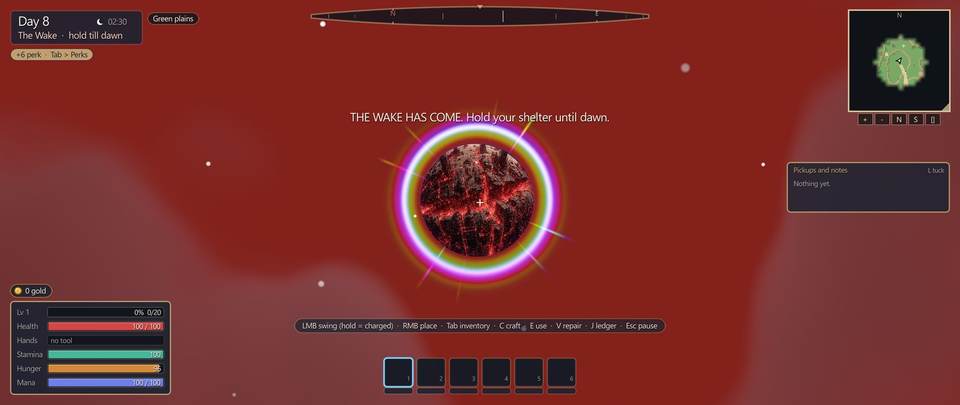 Day 8
02:30
Green plains
The Wake · hold till dawn
+6 perk · Tab > Perks
N
E
N
+ - N S []
THE WAKE HAS COME. Hold your shelter until dawn.
Pickups and notes
L tuck
Nothing yet.
0 gold
Lv 1
0% 0/20
Health
100 / 100
Hands
no tool
Stamina
100
Hunger
Mana
100 / 100
LMB swing (hold = charged) · RMB place · Tab inventory · C craft · E use · V repair · J ledger · Esc pause
1 2 3 4 5 6